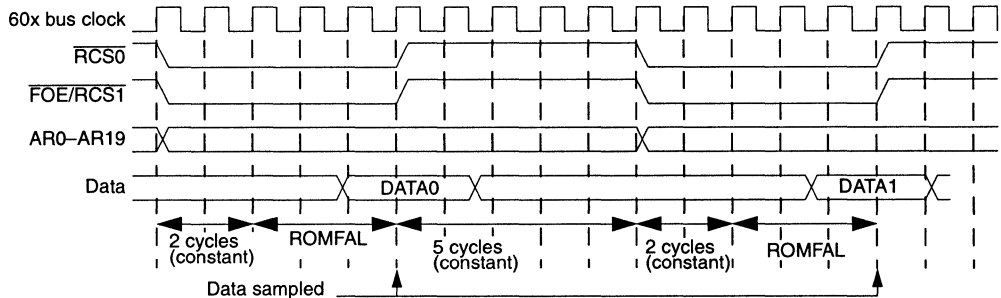 60x bus clock
RCS0
FOE/RCS1
AR0–AR19
Data
DATA0
DATA1
2 cycles
(constant)
ROMFAL
5 cycles
(constant)
2 cycles
(constant)
ROMFAL
Data sampled